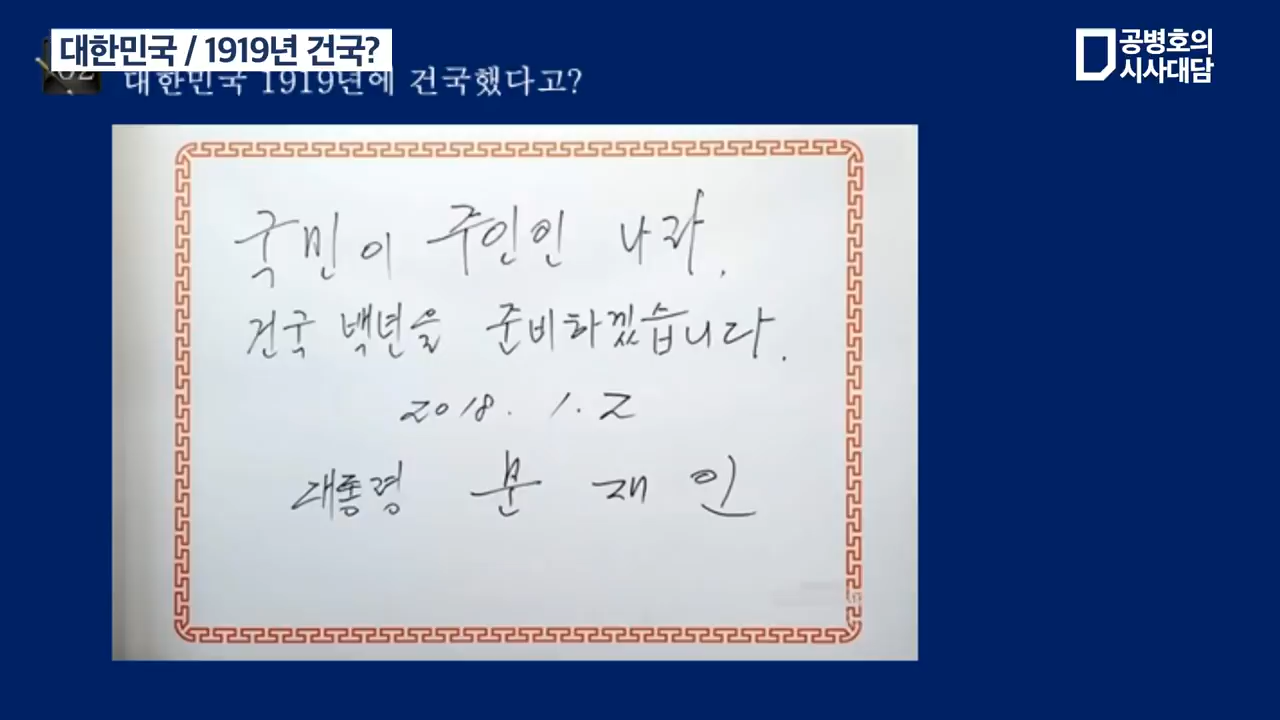 대한민국 / 1919년 건국?
대한민국 1919년에 건국했다고?
공병호의
시사대담
국민이 주인인 나라.
건국 백년을 준비하겠습니다.
2018. 1. 2
대통령 문 재 인